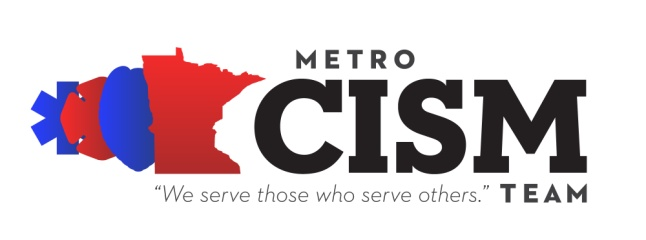 METRO
CISM
“We serve those who serve others.” TEAM